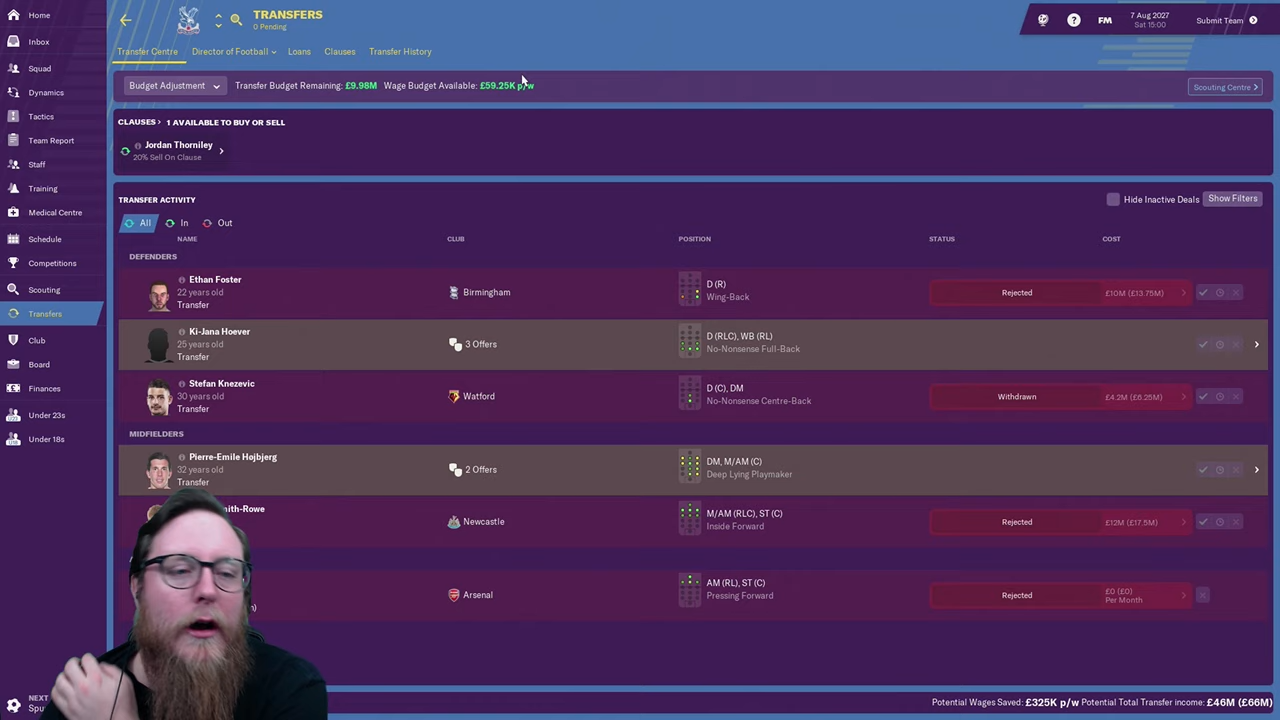 Home
TRANSFERS
0 Pending
FM
7 Aug 2027
Sat 15:00
Submit Team
Inbox
Squad
Dynamics
Tactics
Team Report
Staff
Training
Medical Centre
Schedule
Competitions
Scouting
Transfers
Club
Board
Finances
Under 23s
Under 18s
NEXT
Transfer Centre Director of Football Loans Clauses Transfer History
Budget Adjustment Transfer Budget Remaining: £9.98M Wage Budget Available: £59.25K p/w Scouting Centre >
CLAUSES > 1 AVAILABLE TO BUY OR SELL
Jordan Thorniley
20% Sell On Clause
TRANSFER ACTIVITY
Hide Inactive Deals Show Filters
All In Out
NAME CLUB POSITION STATUS COST
DEFENDERS
Ethan Foster
22 years old
Transfer
Birmingham
D (R)
Wing-Back
Rejected
£10M (£13.75M)
Ki-Jana Hoever
25 years old
Transfer
3 Offers
D (RLC), WB (RL)
No-Nonsense Full-Back
Stefan Knezevic
30 years old
Transfer
Watford
D (C), DM
No-Nonsense Centre-Back
Withdrawn
£4.2M (£6.25M)
MIDFIELDERS
Pierre-Emile Højbjerg
32 years old
Transfer
2 Offers
DM, M/AM (C)
Deep Lying Playmaker
mith-Rowe
Newcastle
M/AM (RLC), ST (C)
Inside Forward
Rejected
£12M (£17.5M)
Arsenal
AM (RL), ST (C)
Pressing Forward
Rejected
£0 (£0)
Per Month
Potential Wages Saved: £325K p/w Potential Total Transfer income: £46M (£66M)